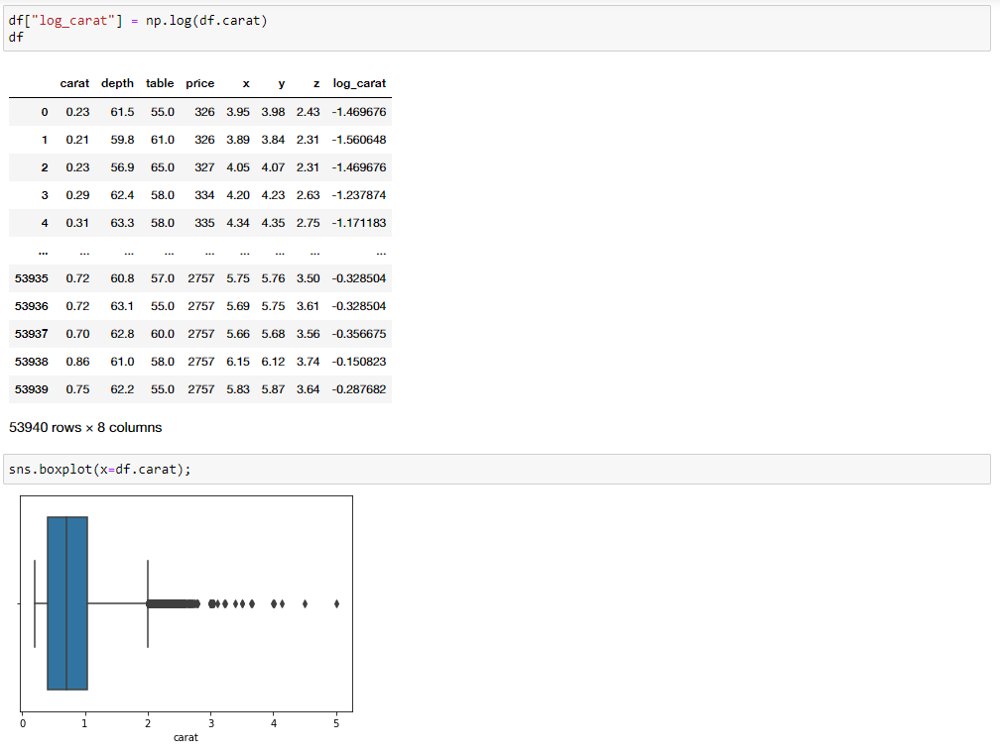 df["log_carat"] = np.log(df.carat)
df
carat depth table price x y z log_carat
0 0.23 61.5 55.0 326 3.95 3.98 2.43 -1.469676
1 0.21 59.8 61.0 326 3.89 3.84 2.31 -1.560648
2 0.23 56.9 65.0 327 4.05 4.07 2.31 -1.469676
3 0.29 62.4 58.0 334 4.20 4.23 2.63 -1.237874
4 0.31 63.3 58.0 335 4.34 4.35 2.75 -1.171183
... ... ... ... ... ... ... ... ...
53935 0.72 60.8 57.0 2757 5.75 5.76 3.50 -0.328504
53936 0.72 63.1 55.0 2757 5.69 5.75 3.61 -0.328504
53937 0.70 62.8 60.0 2757 5.66 5.68 3.56 -0.356675
53938 0.86 61.0 58.0 2757 6.15 6.12 3.74 -0.150823
53939 0.75 62.2 55.0 2757 5.83 5.87 3.64 -0.287682
53940 rows × 8 columns
sns.boxplot(x=df.carat);
0 1 2 3 4 5
carat